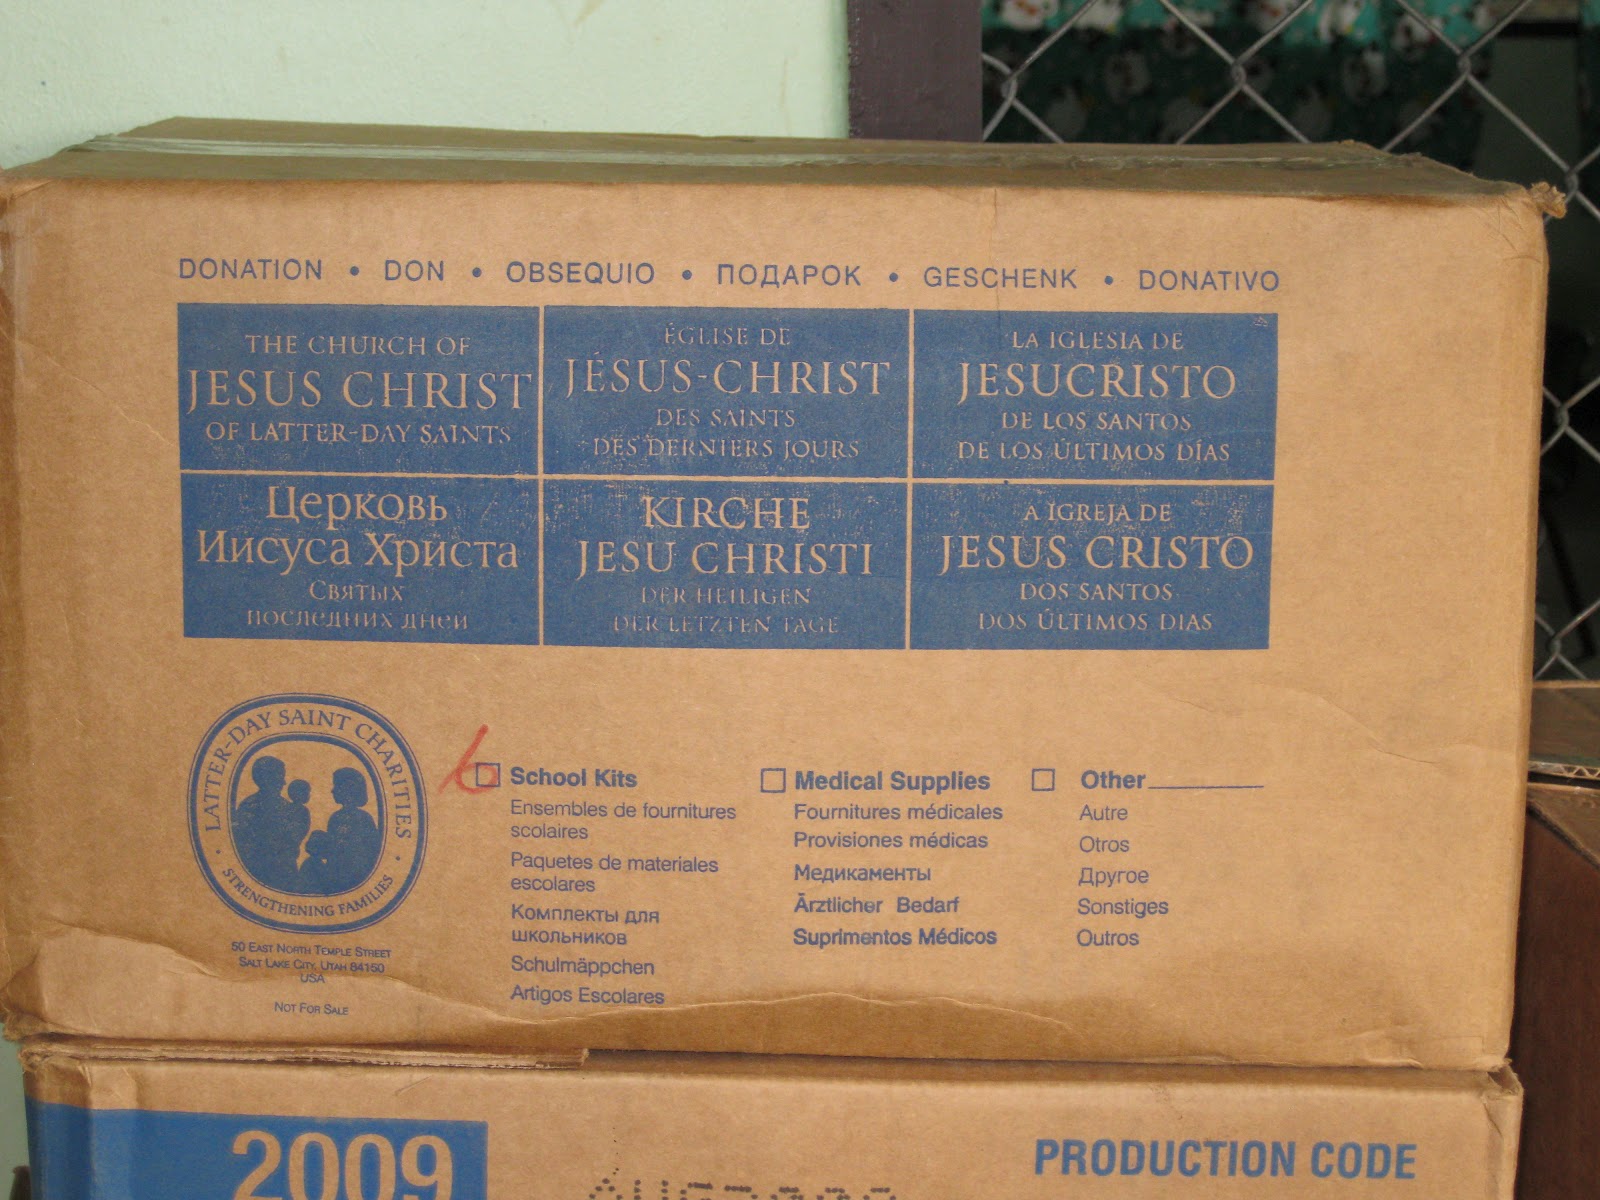 DONATION • DON • OBSEQUIO • ПОДАРОК • GESCHENK • DONATIVO
THE CHURCH OF
JESUS CHRIST
OF LATTER-DAY SAINTS
ÉGLISE DE
JÉSUS-CHRIST
DES SAINTS
DES DERNIERS JOURS
LA IGLESIA DE
JESUCRISTO
DE LOS SANTOS
DE LOS ÚLTIMOS DÍAS
Церковь
Иисуса Христа
Святых
последних дней
KIRCHE
JESU CHRISTI
DER HEILIGEN
DER LETZTEN TAGE
A IGREJA DE
JESUS CRISTO
DOS SANTOS
DOS ÚLTIMOS DIAS
LATTER-DAY SAINT CHARITIES
• STRENGTHENING FAMILIES •
50 EAST NORTH TEMPLE STREET
SALT LAKE CITY, UTAH 84150
USA
NOT FOR SALE
School Kits
Ensembles de fournitures
scolaires
Paquetes de materiales
escolares
Комплекты для
школьников
Schulmäppchen
Artigos Escolares
Medical Supplies
Fournitures médicales
Provisiones médicas
Медикаменты
Ärztlicher Bedarf
Suprimentos Médicos
Other
Autre
Otros
Другое
Sonstiges
Outros
2009
PRODUCTION CODE